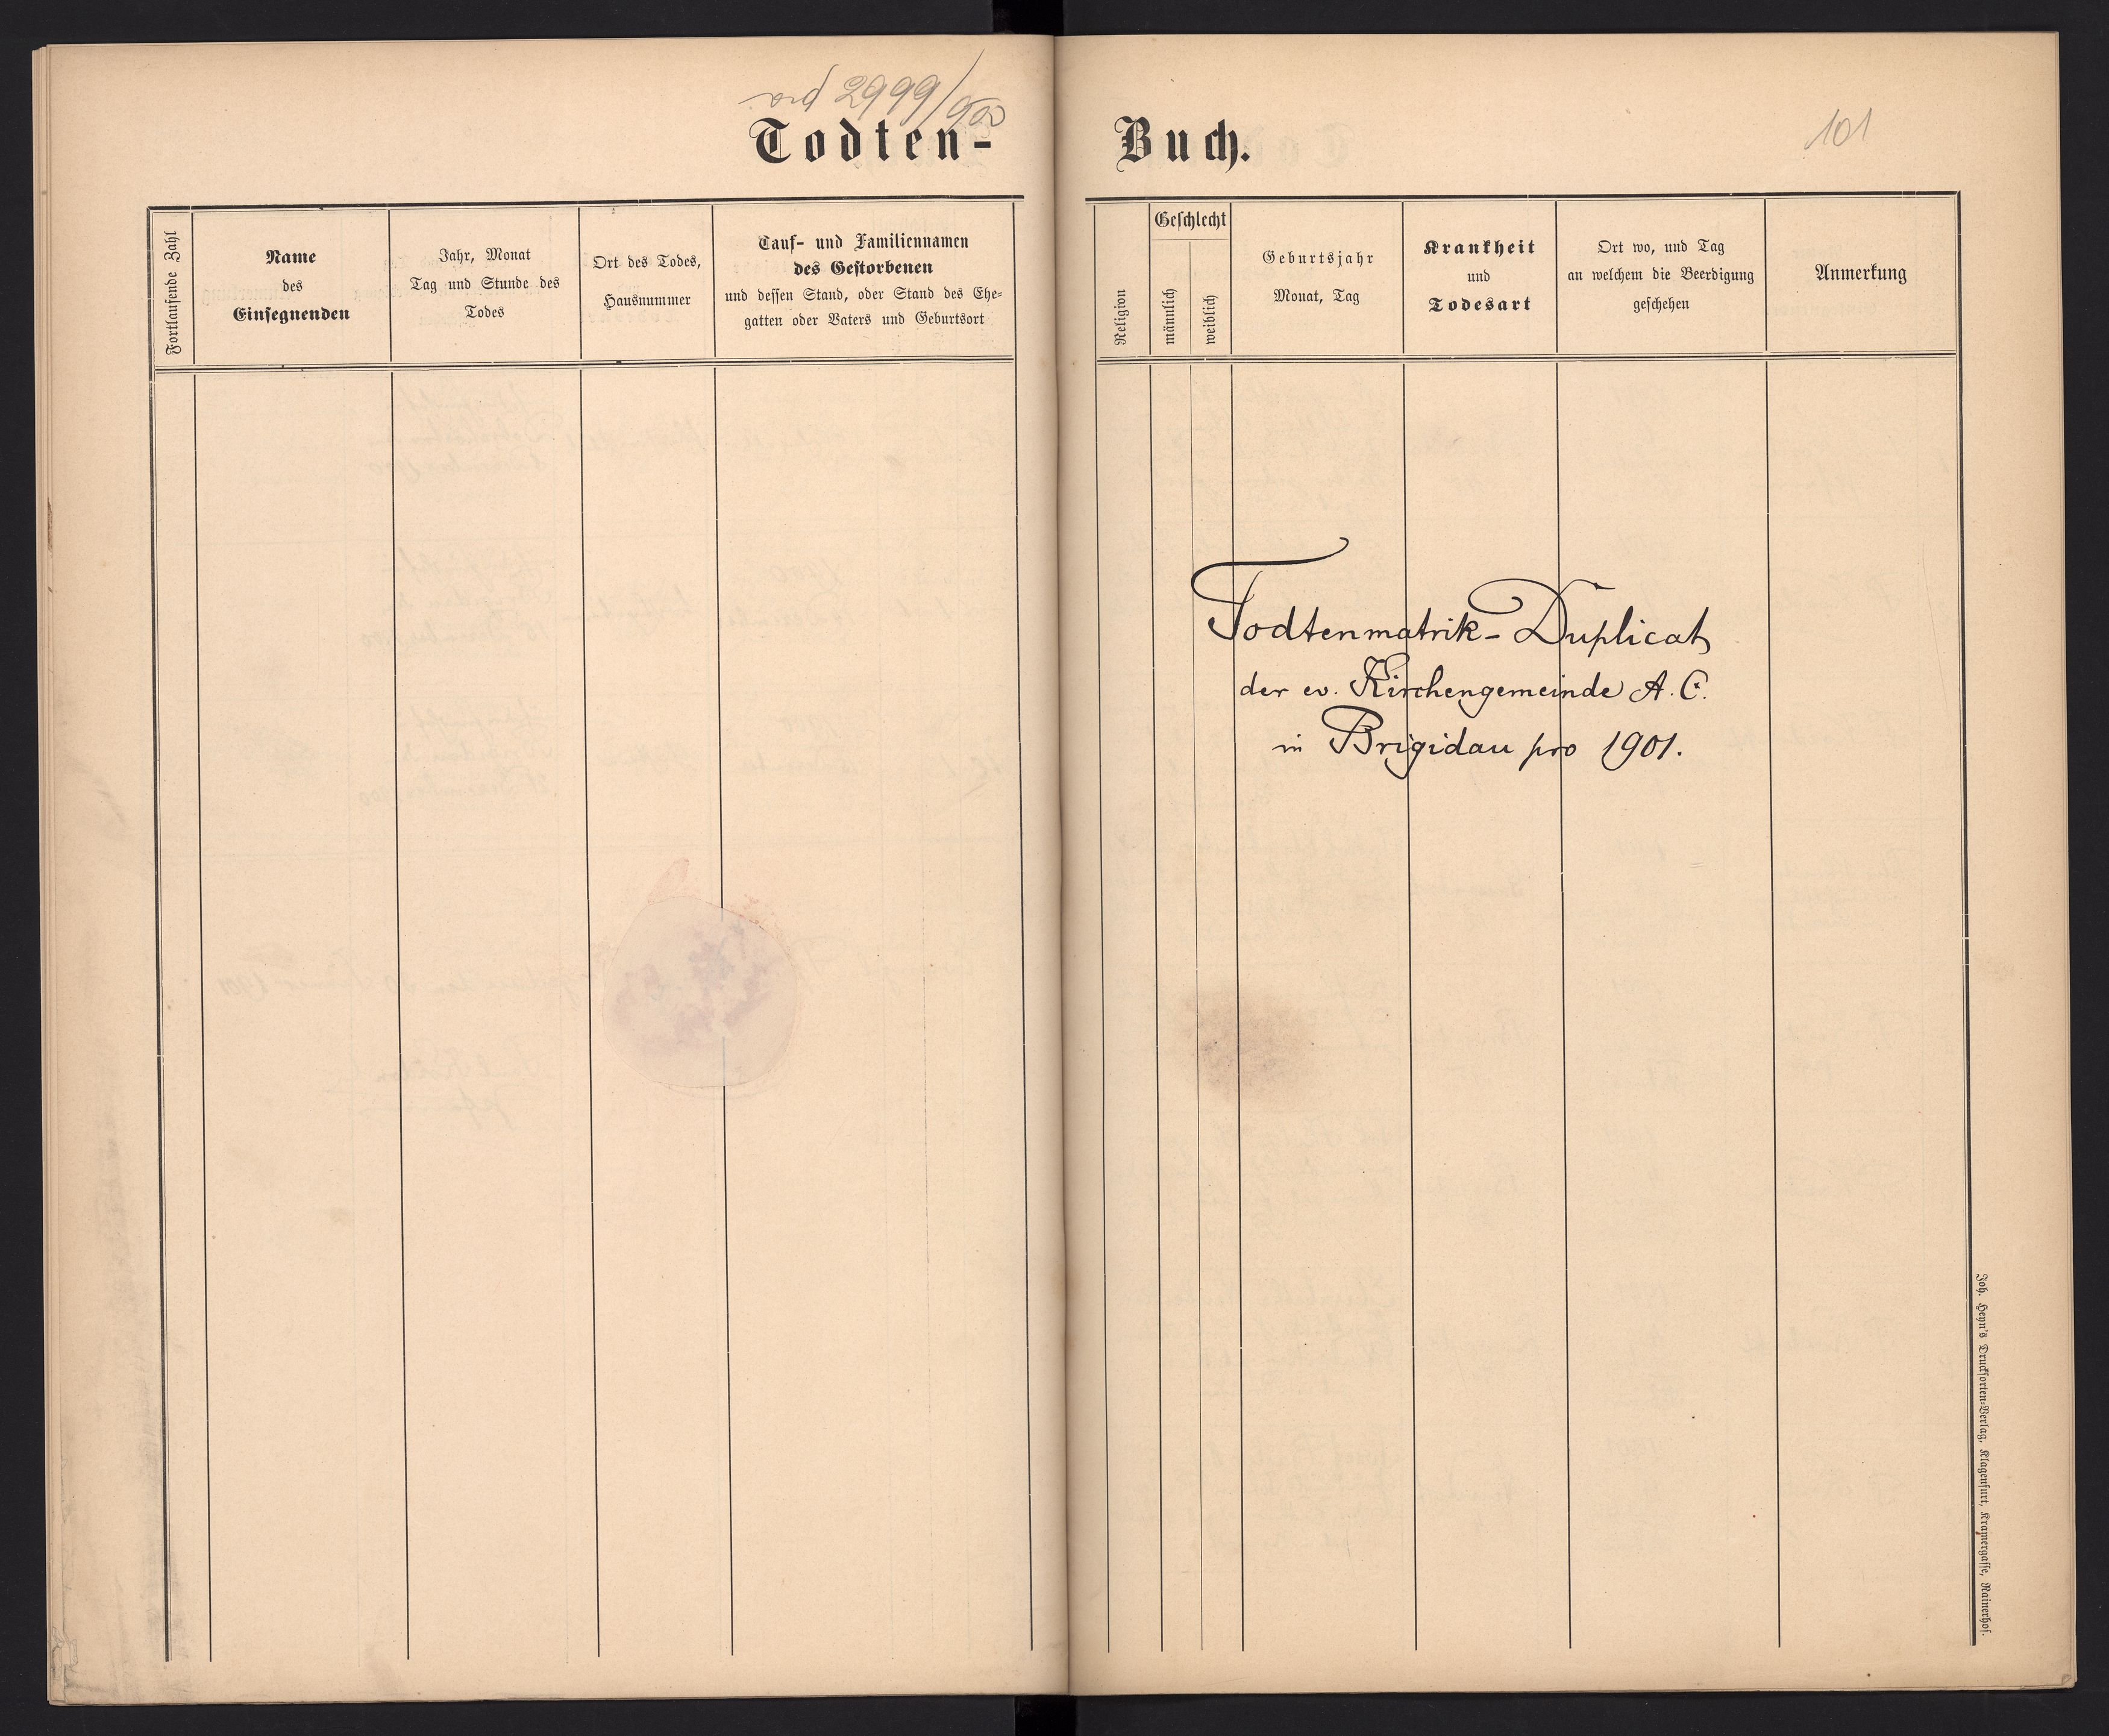 pro 2999/900
101
Todten-Buch.
Fortlaufende Zahl
Name
des
Einsegnenden
Jahr, Monat
Tag und Stunde des
Todes
Ort des Todes,
Hausnummer
Tauf- und Familiennamen
des Gestorbenen
und dessen Stand, oder Stand des Ehe-
gatten oder Vaters und Geburtsort
Religion
Geschlecht
männlich
weiblich
Geburtsjahr
Monat, Tag
Krankheit
und
Todesart
Ort wo, und Tag
an welchem die Beerdigung
geschehen
Anmerkung
Todtenmatrik-Duplicat
der ev. Kirchengemeinde A. C.
in Brigidau pro 1901.
Joh. Heyn's Drucksorten-Verlag, Klagenfurt, Kramergasse, Rainerhof.